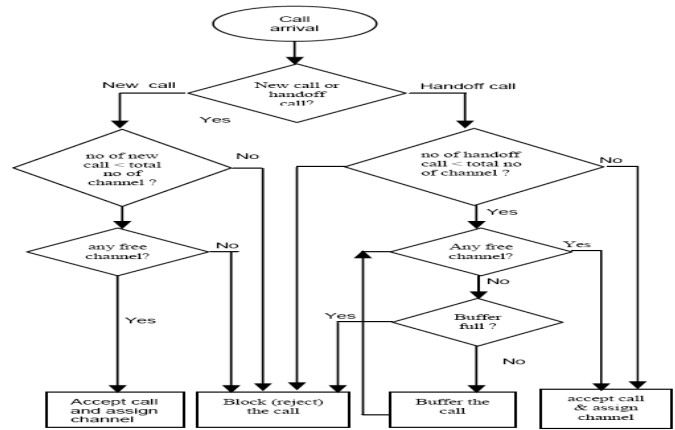 Call
arrival
New call
New call or
handoff
call?
Handoff call
Yes
no of new
call < total
no of
channel ?
No
no of handoff
call < total no
of channel ?
No
Yes
any free
channel?
No
Any free
channel?
Yes
No
Yes
Yes
Buffer
full ?
No
Accept call
and assign
channel
Block (reject)
the call
Buffer the
call
accept call
& assign
channel